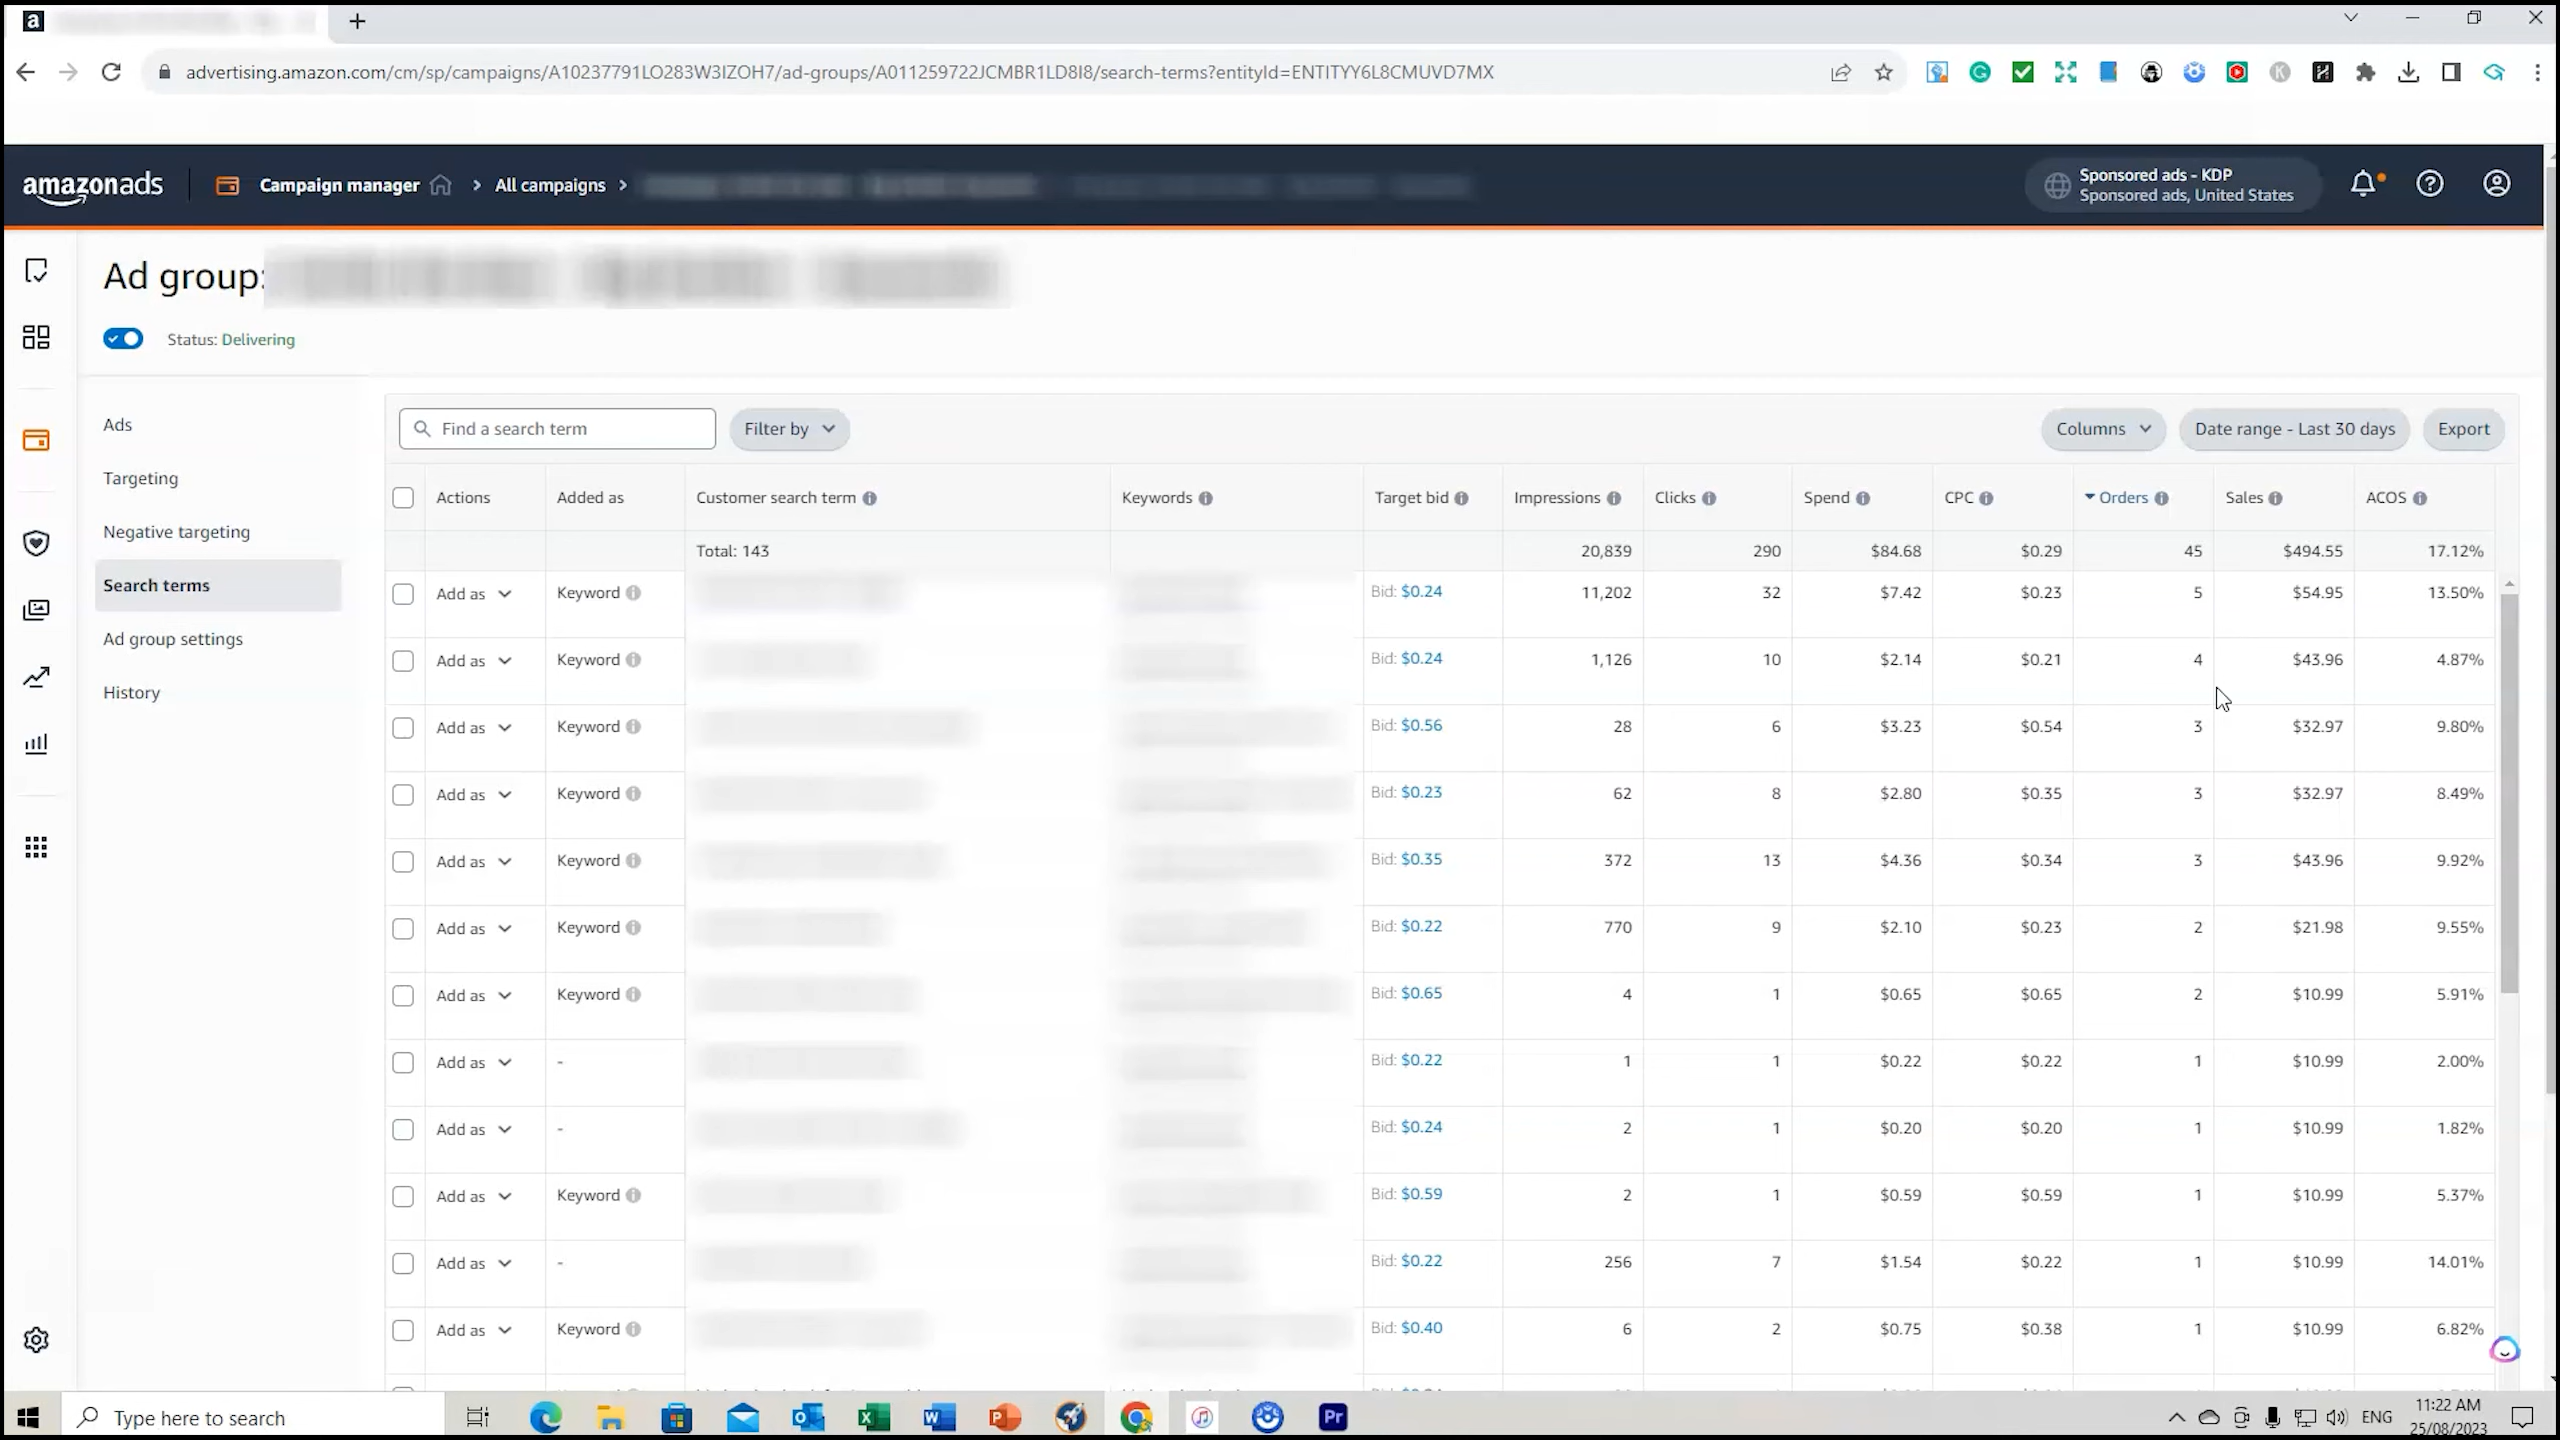 advertising.amazon.com/cm/sp/campaigns/A10237791LO283W3IZOH7/ad-groups/A011259722JCMBR1LD8I8/search-terms?entityId=ENTITYY6L8CMUVD7MX
amazonads Campaign manager > All campaigns >
Sponsored ads - KDP
Sponsored ads, United States
Ad group:
Status: Delivering
Ads
Targeting
Negative targeting
Search terms
Ad group settings
History
Find a search term Filter by Columns Date range - Last 30 days Export
Actions Added as Customer search term Keywords Target bid Impressions Clicks Spend CPC Orders Sales ACOS
Total: 143 20,839 290 $84.68 $0.29 45 $494.55 17.12%
Add as Keyword Bid: $0.24 11,202 32 $7.42 $0.23 5 $54.95 13.50%
Add as Keyword Bid: $0.24 1,126 10 $2.14 $0.21 4 $43.96 4.87%
Add as Keyword Bid: $0.56 28 6 $3.23 $0.54 3 $32.97 9.80%
Add as Keyword Bid: $0.23 62 8 $2.80 $0.35 3 $32.97 8.49%
Add as Keyword Bid: $0.35 372 13 $4.36 $0.34 3 $43.96 9.92%
Add as Keyword Bid: $0.22 770 9 $2.10 $0.23 2 $21.98 9.55%
Add as Keyword Bid: $0.65 4 1 $0.65 $0.65 2 $10.99 5.91%
Add as - Bid: $0.22 1 1 $0.22 $0.22 1 $10.99 2.00%
Add as - Bid: $0.24 2 1 $0.20 $0.20 1 $10.99 1.82%
Add as Keyword Bid: $0.59 2 1 $0.59 $0.59 1 $10.99 5.37%
Add as - Bid: $0.22 256 7 $1.54 $0.22 1 $10.99 14.01%
Add as Keyword Bid: $0.40 6 2 $0.75 $0.38 1 $10.99 6.82%
Type here to search
Pr
ENG
11:22 AM
25/08/2023